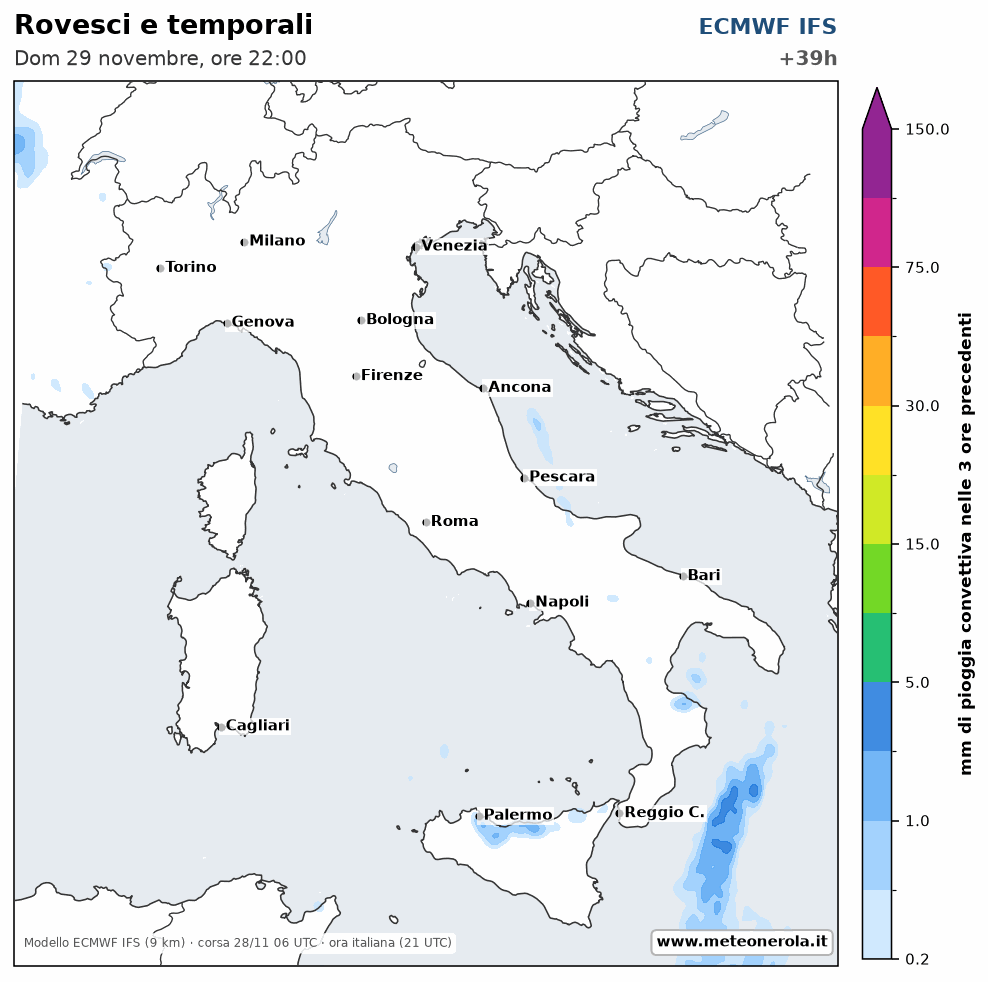 Rovesci e temporali
ECMWF IFS
Dom 29 novembre, ore 22:00
+39h
Milano
Venezia
Torino
Genova
Bologna
Firenze
Ancona
Pescara
Roma
Bari
Napoli
Cagliari
Palermo
Reggio C.
150.0
75.0
30.0
15.0
5.0
1.0
0.2
mm di pioggia convettiva nelle 3 ore precedenti
Modello ECMWF IFS (9 km) · corsa 28/11 06 UTC · ora italiana (21 UTC)
www.meteonerola.it